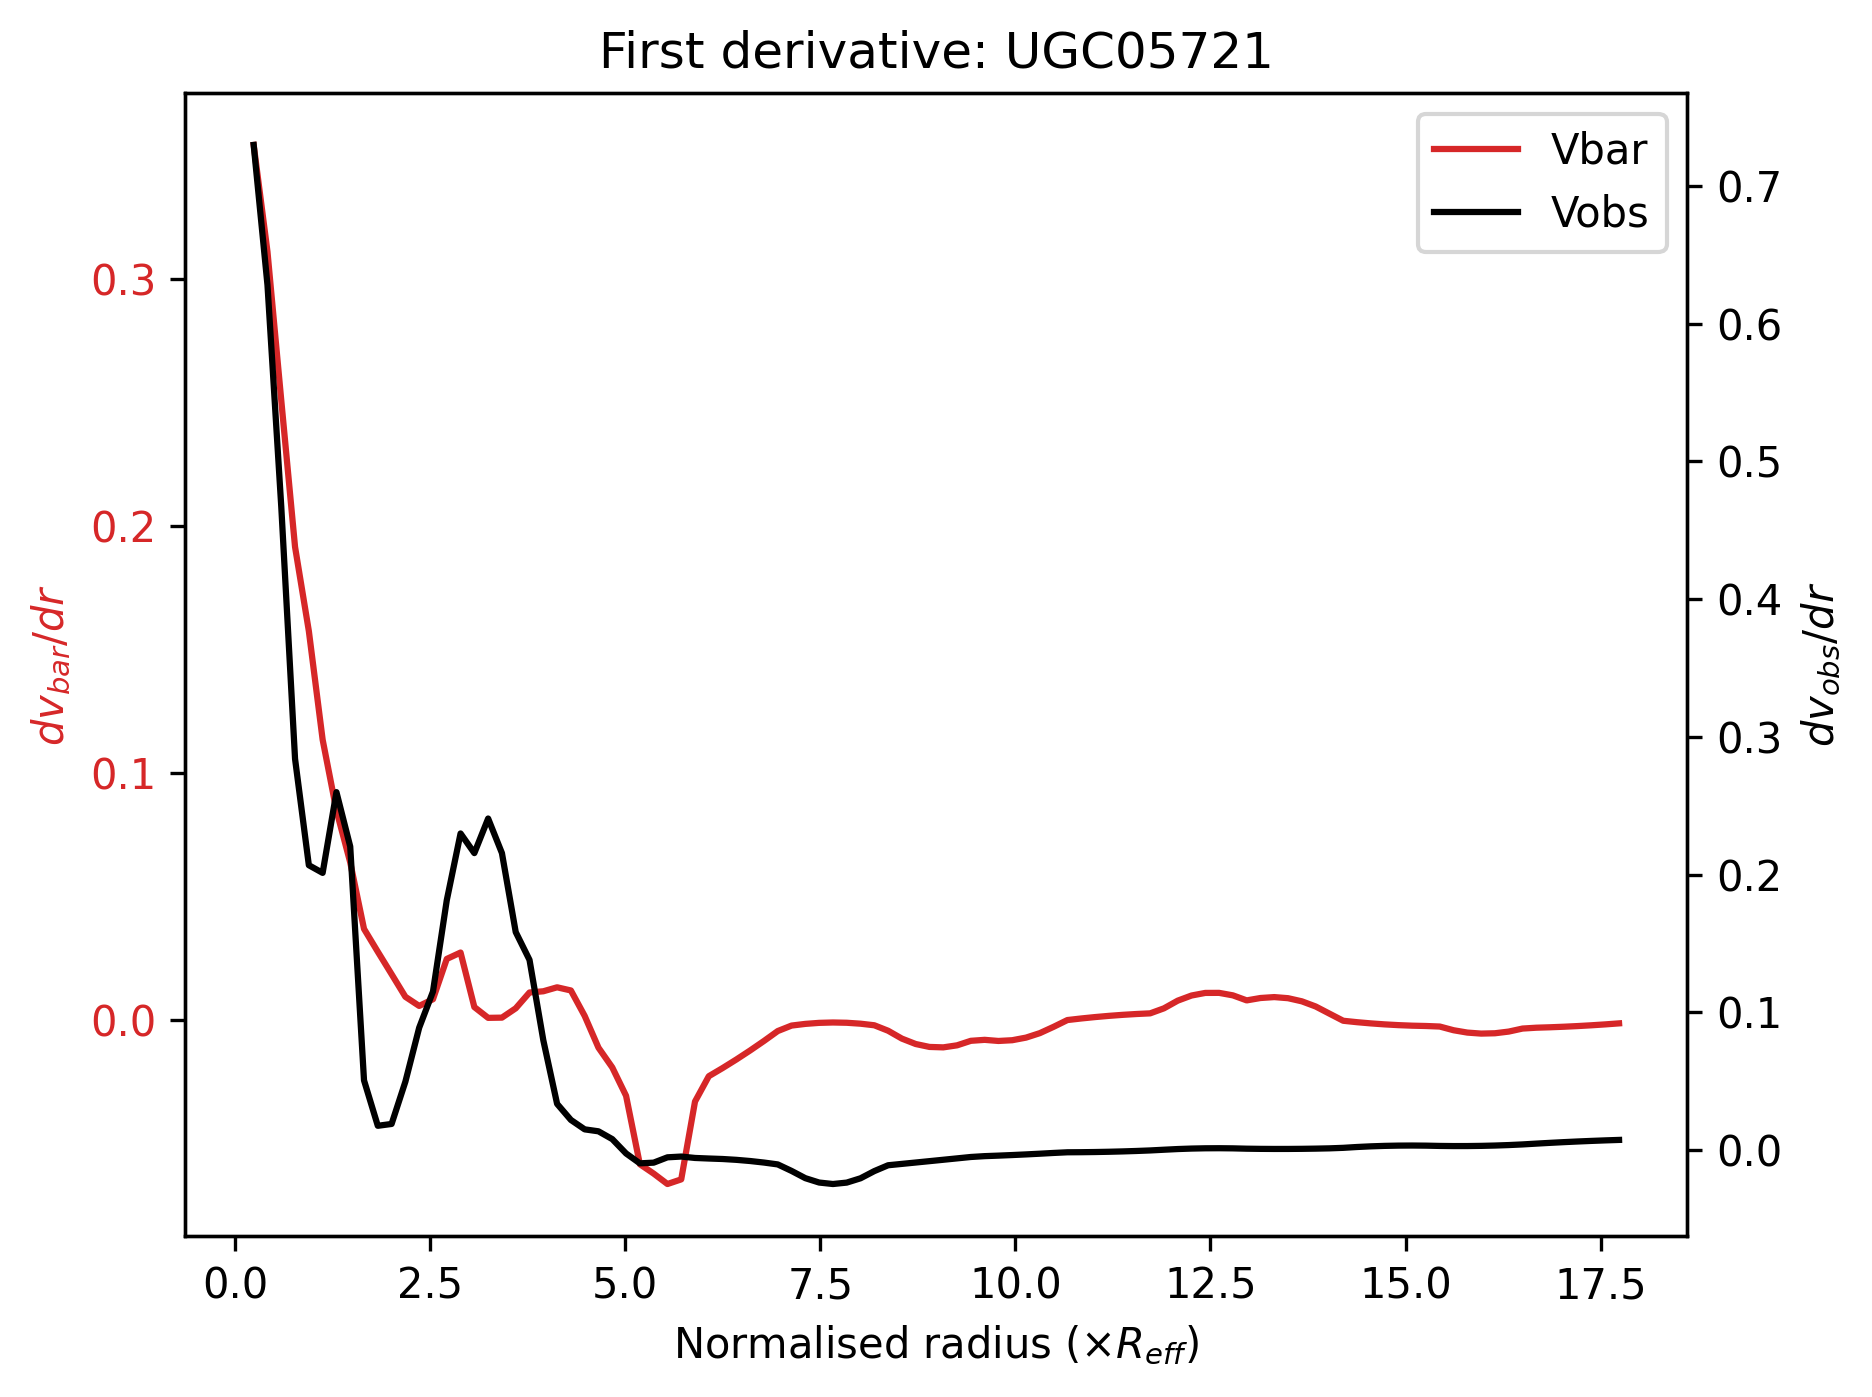 First derivative: UGC05721
Vbar
Vobs
0.3
0.2
0.1
0.0
dv_bar/dr
0.7
0.6
0.5
0.4
0.3
0.2
0.1
0.0
dv_obs/dr
0.0 2.5 5.0 7.5 10.0 12.5 15.0 17.5
Normalised radius (×R_eff)